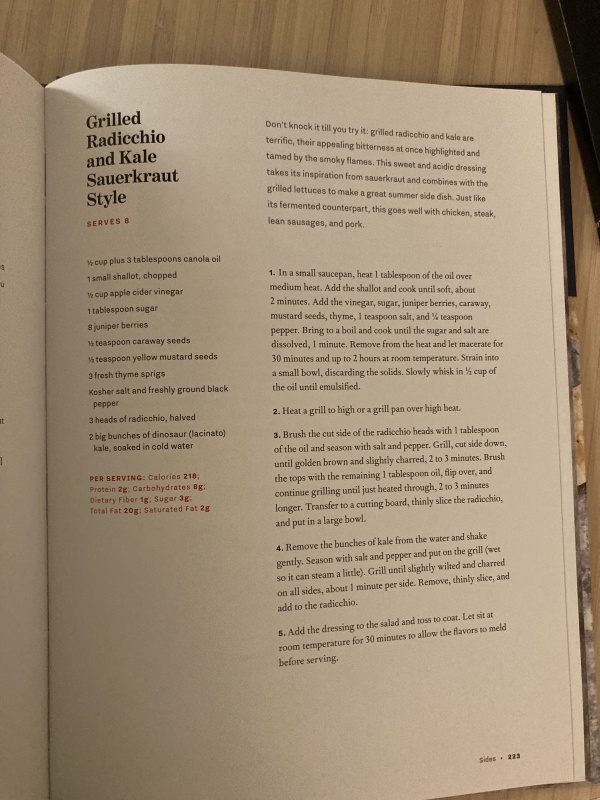 Grilled
Radicchio
and Kale
Sauerkraut
Style
SERVES 8
½ cup plus 3 tablespoons canola oil
1 small shallot, chopped
½ cup apple cider vinegar
1 tablespoon sugar
8 juniper berries
½ teaspoon caraway seeds
½ teaspoon yellow mustard seeds
3 fresh thyme sprigs
Kosher salt and freshly ground black
pepper
3 heads of radicchio, halved
2 big bunches of dinosaur (lacinato)
kale, soaked in cold water
PER SERVING: Calories 218;
Protein 2g; Carbohydrates 8g;
Dietary Fiber 1g; Sugar 3g;
Total Fat 20g; Saturated Fat 2g
Don't knock it till you try it: grilled radicchio and kale are
terrific, their appealing bitterness at once highlighted and
tamed by the smoky flames. This sweet and acidic dressing
takes its inspiration from sauerkraut and combines with the
grilled lettuces to make a great summer side dish. Just like
its fermented counterpart, this goes well with chicken, steak,
lean sausages, and pork.
1. In a small saucepan, heat 1 tablespoon of the oil over
medium heat. Add the shallot and cook until soft, about
2 minutes. Add the vinegar, sugar, juniper berries, caraway,
mustard seeds, thyme, 1 teaspoon salt, and ¼ teaspoon
pepper. Bring to a boil and cook until the sugar and salt are
dissolved, 1 minute. Remove from the heat and let macerate for
30 minutes and up to 2 hours at room temperature. Strain into
a small bowl, discarding the solids. Slowly whisk in ½ cup of
the oil until emulsified.
2. Heat a grill to high or a grill pan over high heat.
3. Brush the cut side of the radicchio heads with 1 tablespoon
of the oil and season with salt and pepper. Grill, cut side down,
until golden brown and slightly charred, 2 to 3 minutes. Brush
the tops with the remaining 1 tablespoon oil, flip over, and
continue grilling until just heated through, 2 to 3 minutes
longer. Transfer to a cutting board, thinly slice the radicchio,
and put in a large bowl.
4. Remove the bunches of kale from the water and shake
gently. Season with salt and pepper and put on the grill (wet
so it can steam a little). Grill until slightly wilted and charred
on all sides, about 1 minute per side. Remove, thinly slice, and
add to the radicchio.
5. Add the dressing to the salad and toss to coat. Let sit at
room temperature for 30 minutes to allow the flavors to meld
before serving.
Sides • 223